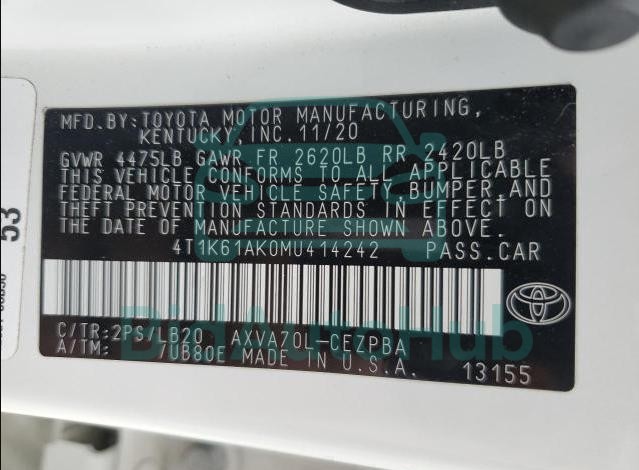 MFD.BY:TOYOTA MOTOR MANUFACTURING,
KENTUCKY,INC.11/20
GVWR 4475LB GAWR FR 2620LB RR 2420LB
THIS VEHICLE CONFORMS TO ALL APPLICABLE
FEDERAL MOTOR VEHICLE SAFETY,BUMPER,AND
THEFT PREVENTION STANDARDS IN EFFECT ON
THE DATE OF MANUFACTURE SHOWN ABOVE.
4T1K61AK0MU414242 PASS.CAR
C/TR:2PS/LB20 AXVA70L-CEZPBA
A/TM: /UB80E MADE IN U.S.A.
13155
BidAutoHub
53